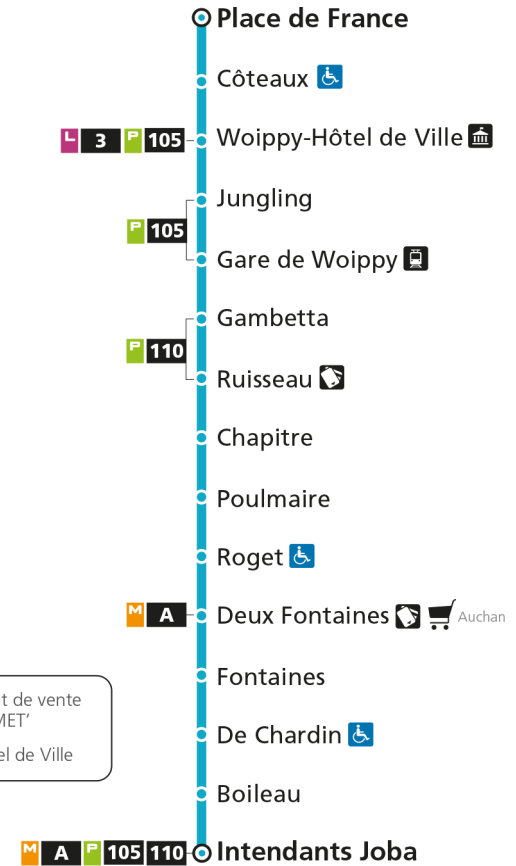 Place de France
Côteaux
L 3 P 105 Woippy-Hôtel de Ville
Jungling
P 105
Gare de Woippy
Gambetta
P 110
Ruisseau
Chapitre
Poulmaire
Roget
M A Deux Fontaines Auchan
Fontaines
t de vente
MET’
De Chardin
el de Ville
Boileau
M A P 105 110 Intendants Joba